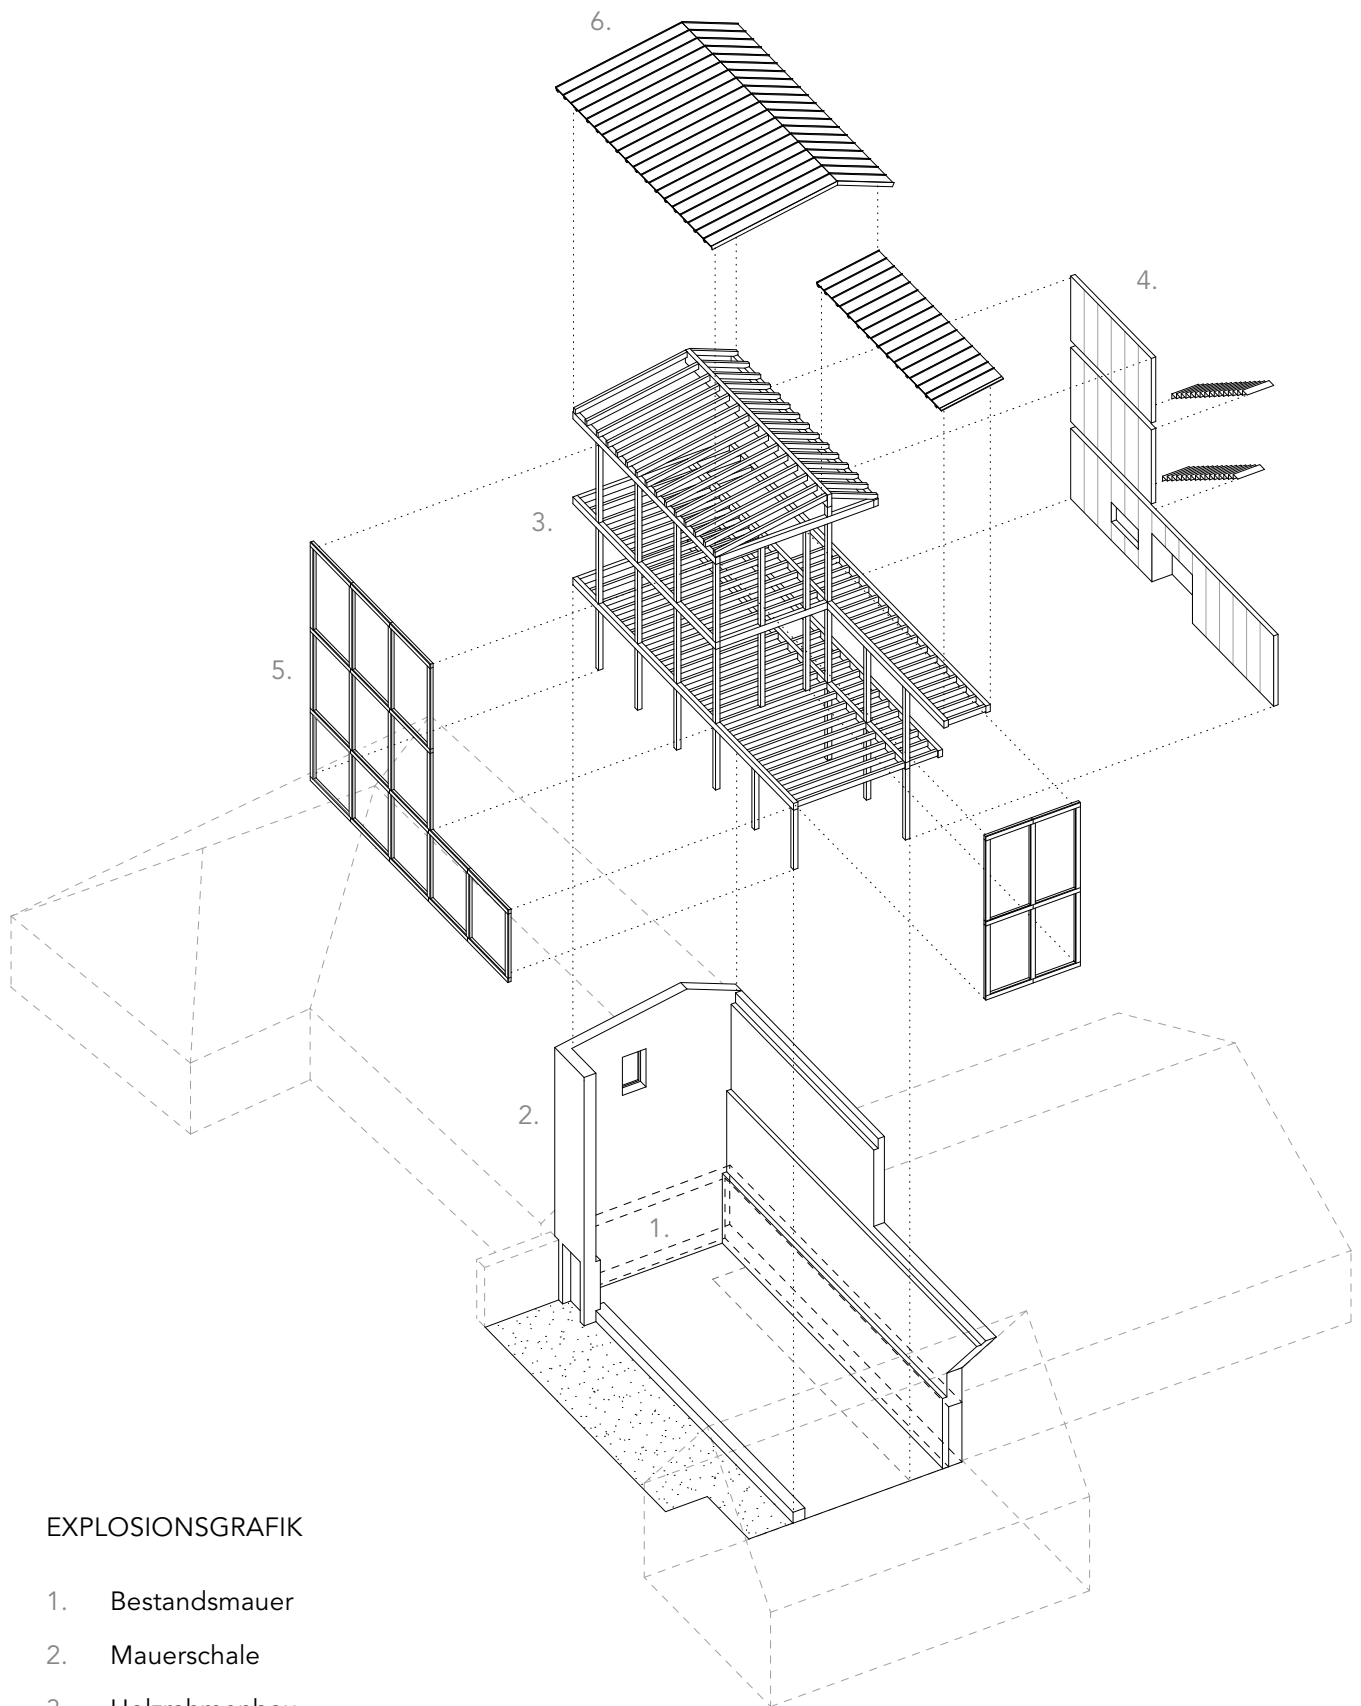 6.
4.
3.
5.
2.
1.
EXPLOSIONSGRAFIK
1. Bestandsmauer
2. Mauerschale